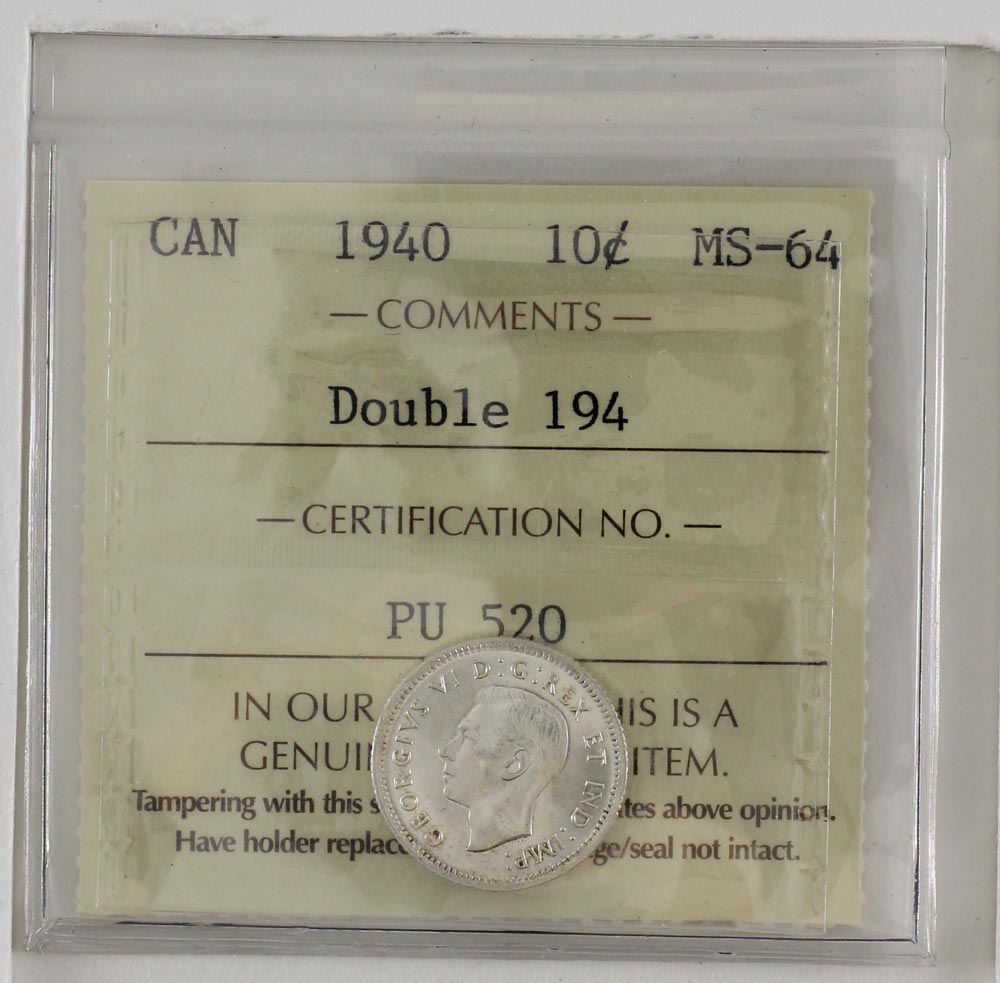 CAN 1940 10¢ MS-64
— COMMENTS —
Double 194
— CERTIFICATION NO. —
PU 520
IN OUR HIS IS A
GENUI ITEM.
Tampering with this s tes above opinion.
Have holder replac ge/seal not intact.
GEORGIVS VI D:G:REX ET IND:IMP: